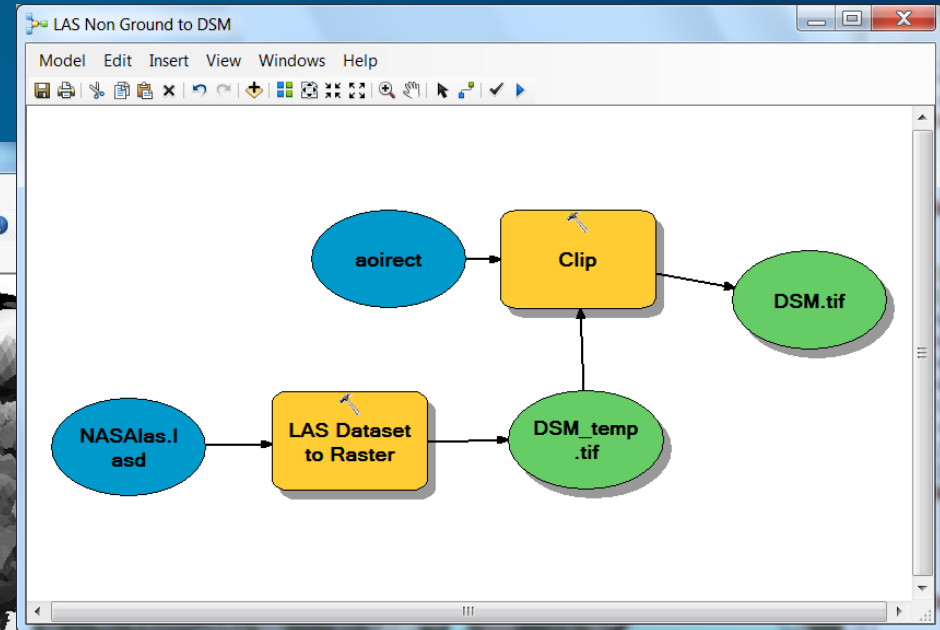 LAS Non Ground to DSM
Model Edit Insert View Windows Help
aoirect
Clip
DSM.tif
NASAlas.l
asd
LAS Dataset
to Raster
DSM_temp
.tif